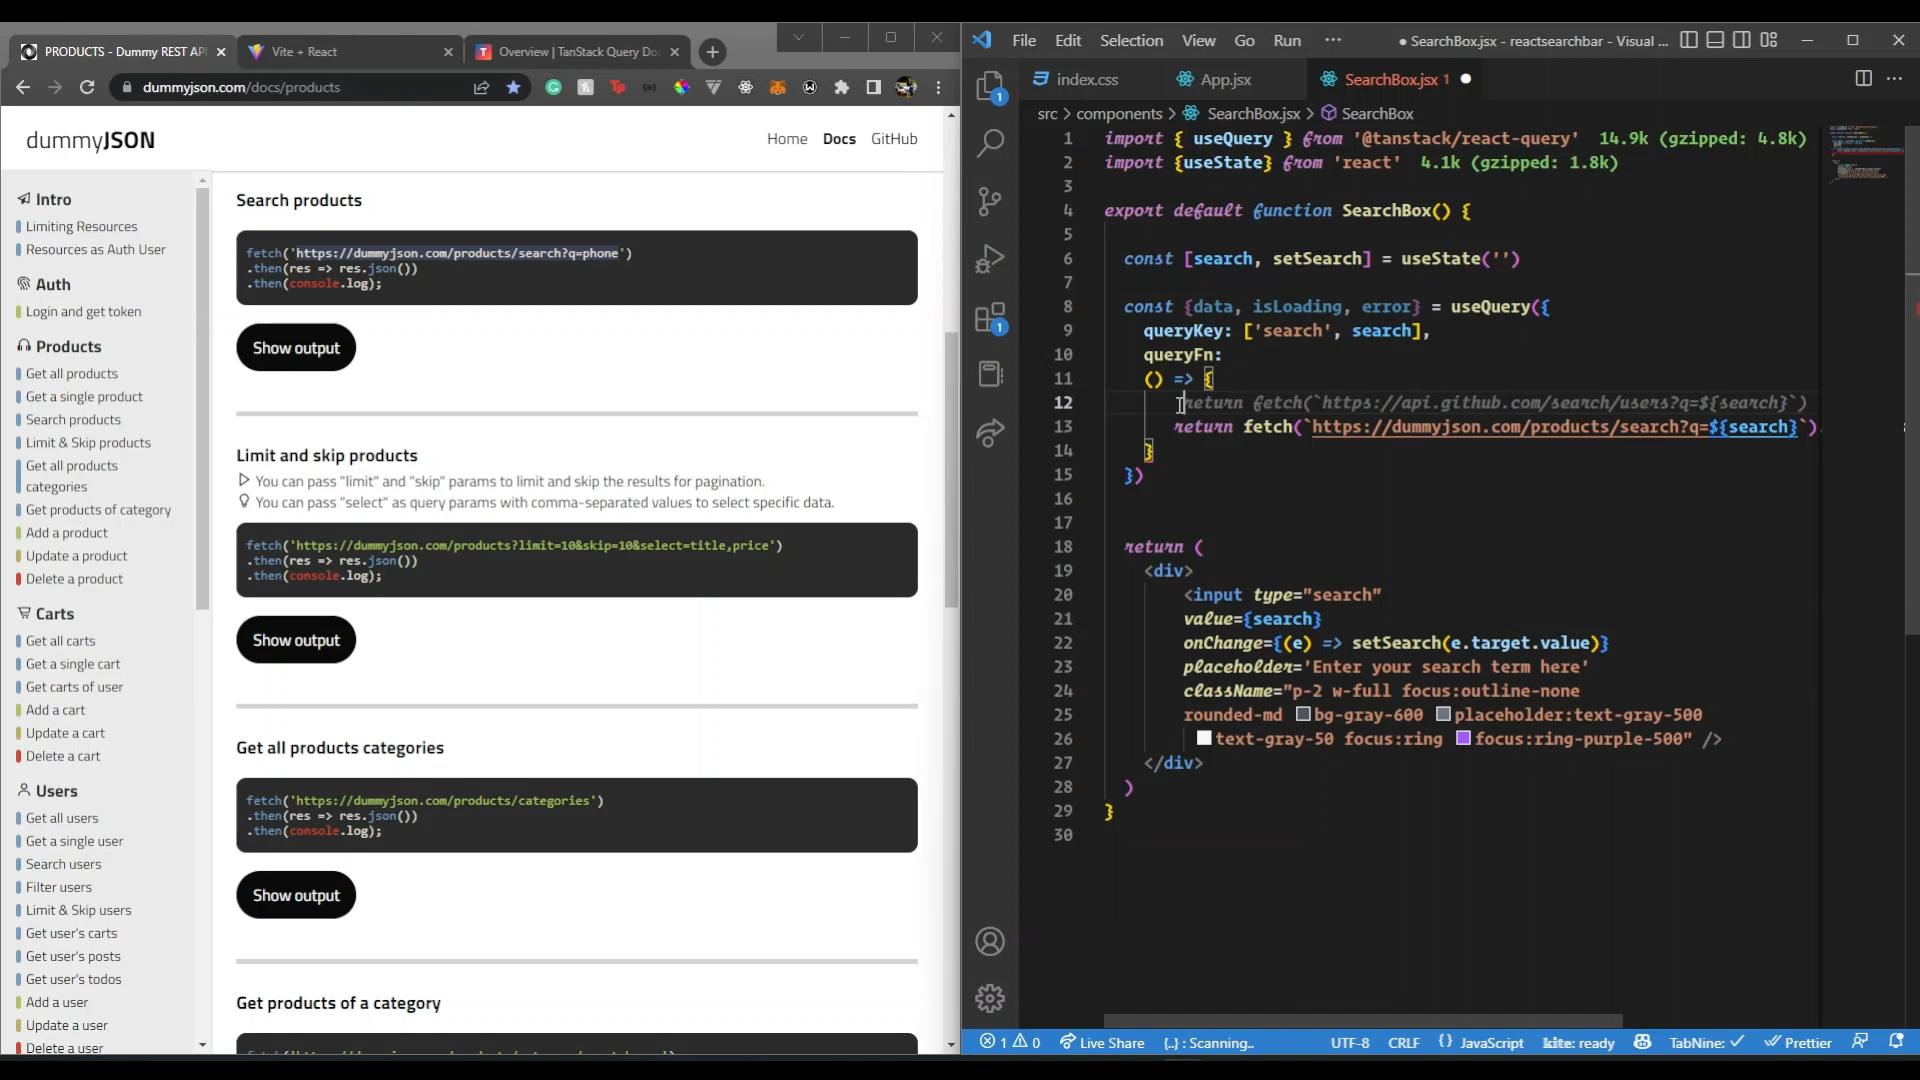 PRODUCTS - Dummy REST API
Vite + React
Overview | TanStack Query Do
dummyjson.com/docs/products
dummyJSON
Home Docs GitHub
Intro
Limiting Resources
Resources as Auth User
Auth
Login and get token
Products
Get all products
Get a single product
Search products
Limit & Skip products
Get all products
categories
Get products of category
Add a product
Update a product
Delete a product
Carts
Get all carts
Get a single cart
Get carts of user
Add a cart
Update a cart
Delete a cart
Users
Get all users
Get a single user
Search users
Filter users
Limit & Skip users
Get user's carts
Get user's posts
Get user's todos
Add a user
Update a user
Delete a user
Search products
fetch('https://dummyjson.com/products/search?q=phone')
.then(res => res.json())
.then(console.log);
Show output
Limit and skip products
You can pass "limit" and "skip" params to limit and skip the results for pagination.
You can pass "select" as query params with comma-separated values to select specific data.
fetch('https://dummyjson.com/products?limit=10&skip=10&select=title,price')
.then(res => res.json())
.then(console.log);
Show output
Get all products categories
fetch('https://dummyjson.com/products/categories')
.then(res => res.json())
.then(console.log);
Show output
Get products of a category
File Edit Selection View Go Run ··· ● SearchBox.jsx - reactsearchbar - Visual ...
index.css App.jsx SearchBox.jsx 1
src > components > SearchBox.jsx > SearchBox
1 import { useQuery } from '@tanstack/react-query' 14.9k (gzipped: 4.8k)
2 import {useState} from 'react' 4.1k (gzipped: 1.8k)
3
4 export default function SearchBox() {
5
6 const [search, setSearch] = useState('')
7
8 const {data, isLoading, error} = useQuery({
9 queryKey: ['search', search],
10 queryFn:
11 () => {
12 return fetch(`https://api.github.com/search/users?q=${search}`)
13 return fetch(`https://dummyjson.com/products/search?q=${search}`).
14 }
15 })
16
17
18 return (
19 <div>
20 <input type="search"
21 value={search}
22 onChange={(e) => setSearch(e.target.value)}
23 placeholder='Enter your search term here'
24 className="p-2 w-full focus:outline-none
25 rounded-md bg-gray-600 placeholder:text-gray-500
26 text-gray-50 focus:ring focus:ring-purple-500" />
27 </div>
28 )
29 }
30
1
1
1 0 Live Share {..} : Scanning.. UTF-8 CRLF {} JavaScript kite: ready TabNine: ✓ Prettier